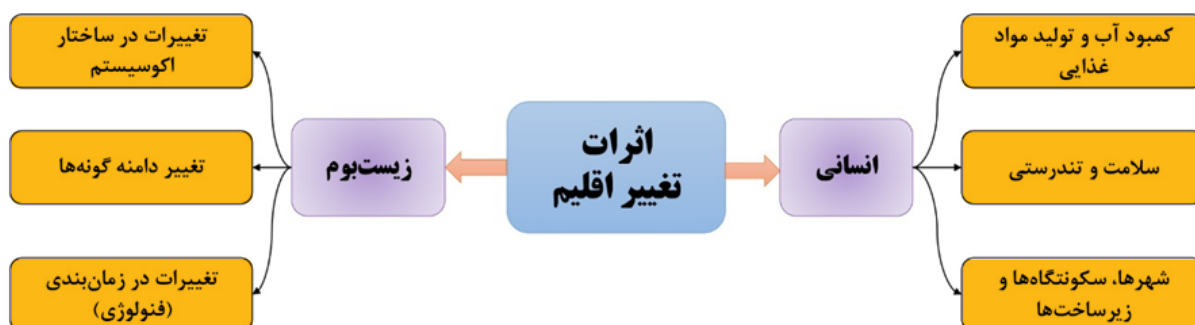 اثرات
تغییر اقلیم
انسانی
کمبود آب و تولید مواد
غذایی
سلامت و تندرستی
شهرها، سکونتگاه‌ها و
زیرساخت‌ها
زیست‌بوم
تغییرات در ساختار
اکوسیستم
تغییر دامنه گونه‌ها
تغییرات در زمان‌بندی
(فنولوژی)